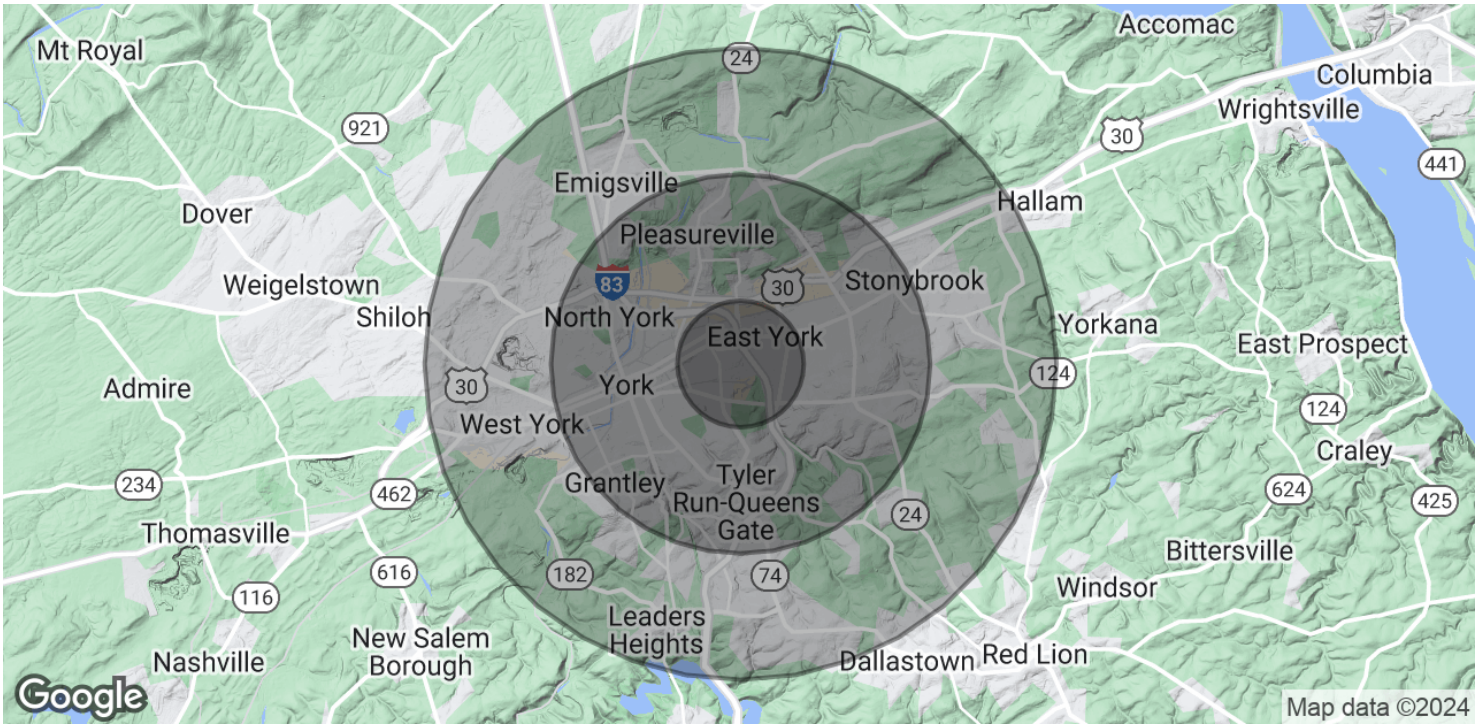 Accomac
Mt Royal
24
Columbia
Wrightsville
921
30
441
Emigsville
Hallam
Dover
Pleasureville
Weigelstown
83
30
Stonybrook
Shiloh
North York
East York
Yorkana
East Prospect
Admire
30
York
124
124
West York
Craley
234
462
Grantley
Tyler
Run-Queens
Gate
624
425
24
Thomasville
Bittersville
616
182
74
Windsor
116
Leaders
Heights
New Salem
Borough
Nashville
Dallastown
Red Lion
Google
Map data ©2024